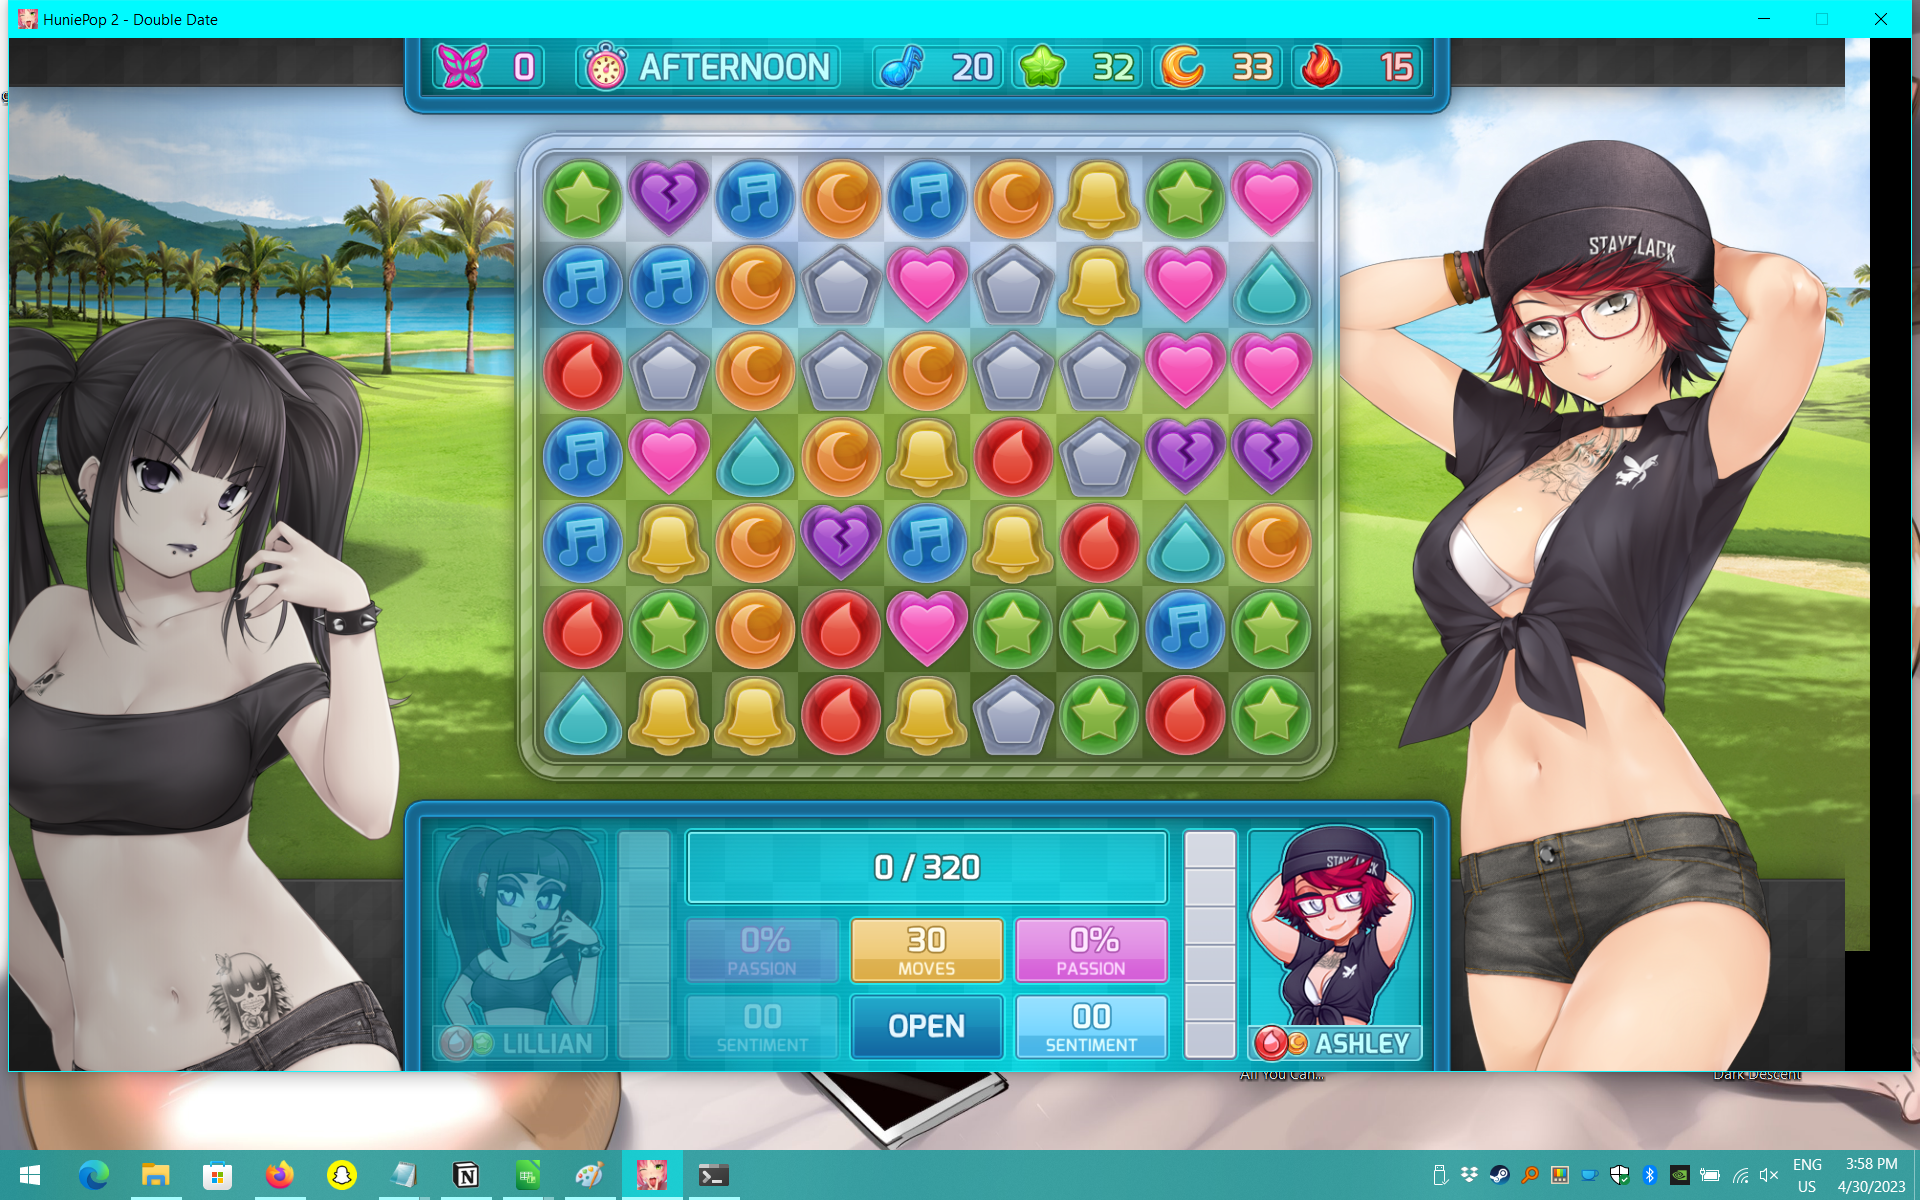 HuniePop 2 - Double Date
0 AFTERNOON 20 32 33 15
STAYBLACK
0 / 320
0% PASSION
30 MOVES
0% PASSION
00 SENTIMENT
OPEN
00 SENTIMENT
LILLIAN
ASHLEY
All You Can...
Dark Descent
ENG
US
3:58 PM
4/30/2023